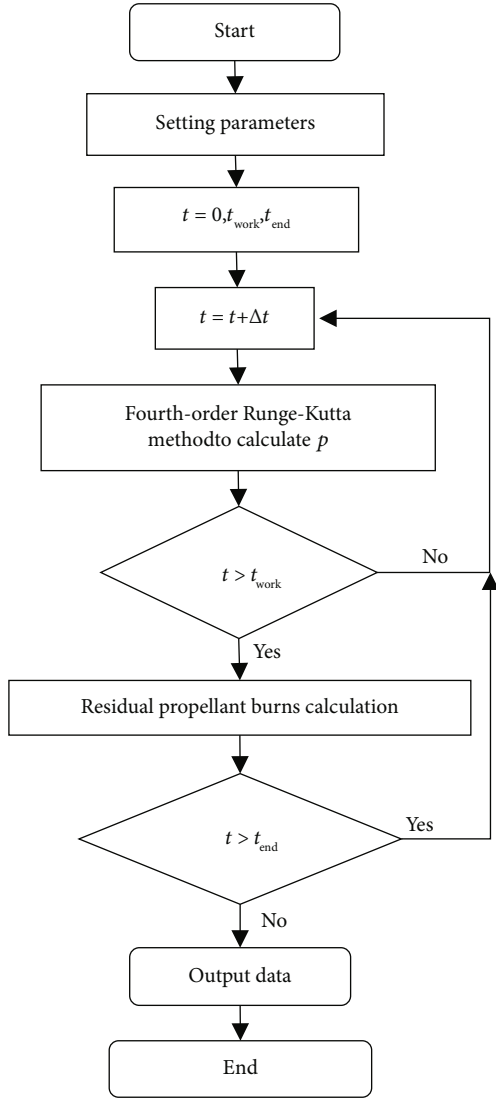 Start
Setting parameters
t = 0,t_work,t_end
t = t+Δt
Fourth-order Runge-Kutta
methodto calculate p
t > t_work
No
Yes
Residual propellant burns calculation
t > t_end
Yes
No
Output data
End